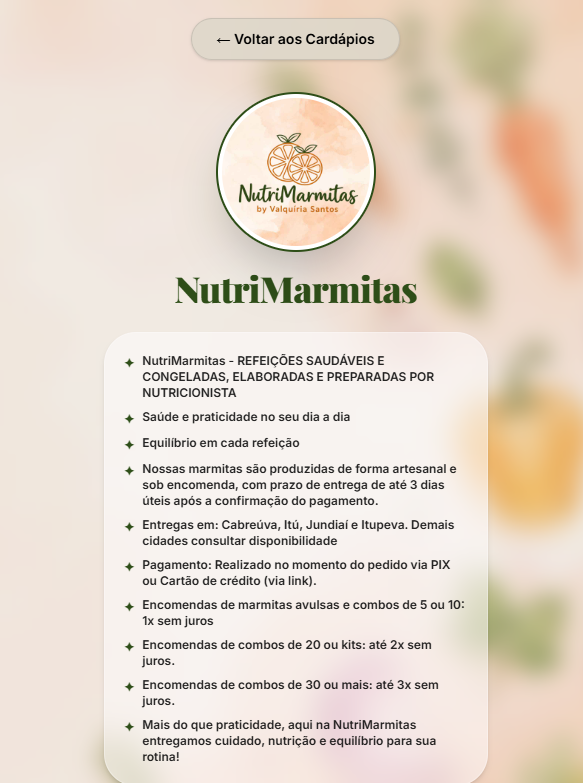 ← Voltar aos Cardápios
NutriMarmitas
by Valquíria Santos
NutriMarmitas
NutriMarmitas - REFEIÇÕES SAUDÁVEIS E
CONGELADAS, ELABORADAS E PREPARADAS POR
NUTRICIONISTA
Saúde e praticidade no seu dia a dia
Equilíbrio em cada refeição
Nossas marmitas são produzidas de forma artesanal e
sob encomenda, com prazo de entrega de até 3 dias
úteis após a confirmação do pagamento.
Entregas em: Cabreúva, Itú, Jundiaí e Itupeva. Demais
cidades consultar disponibilidade
Pagamento: Realizado no momento do pedido via PIX
ou Cartão de crédito (via link).
Encomendas de marmitas avulsas e combos de 5 ou 10:
1x sem juros
Encomendas de combos de 20 ou kits: até 2x sem
juros.
Encomendas de combos de 30 ou mais: até 3x sem
juros.
Mais do que praticidade, aqui na NutriMarmitas
entregamos cuidado, nutrição e equilíbrio para sua
rotina!